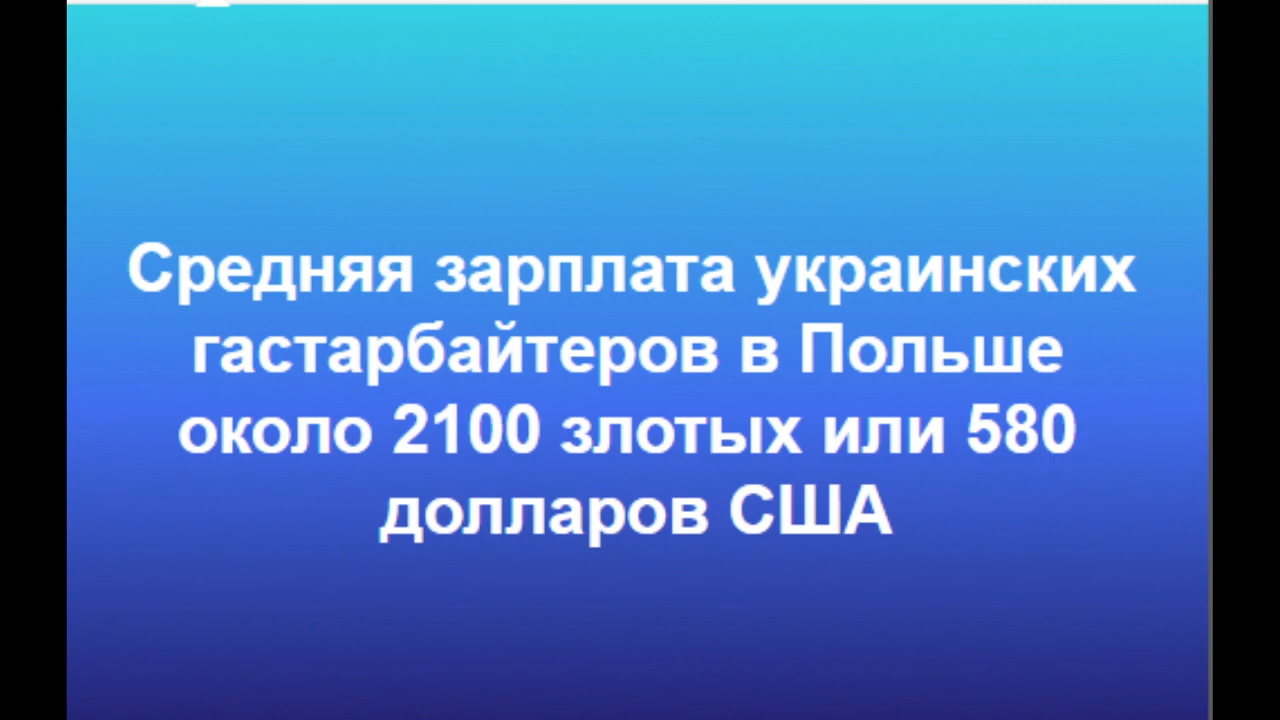 Средняя зарплата украинских
гастарбайтеров в Польше
около 2100 злотых или 580
долларов США